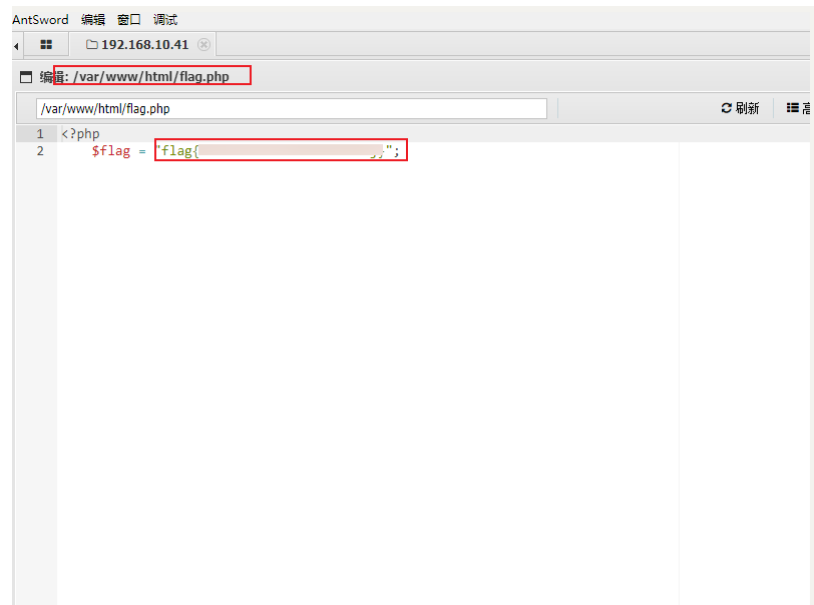 AntSword 编辑 窗口 调试
192.168.10.41
编辑: /var/www/html/flag.php
/var/www/html/flag.php 刷新 高
1 <?php
2 $flag = "flag{ }";